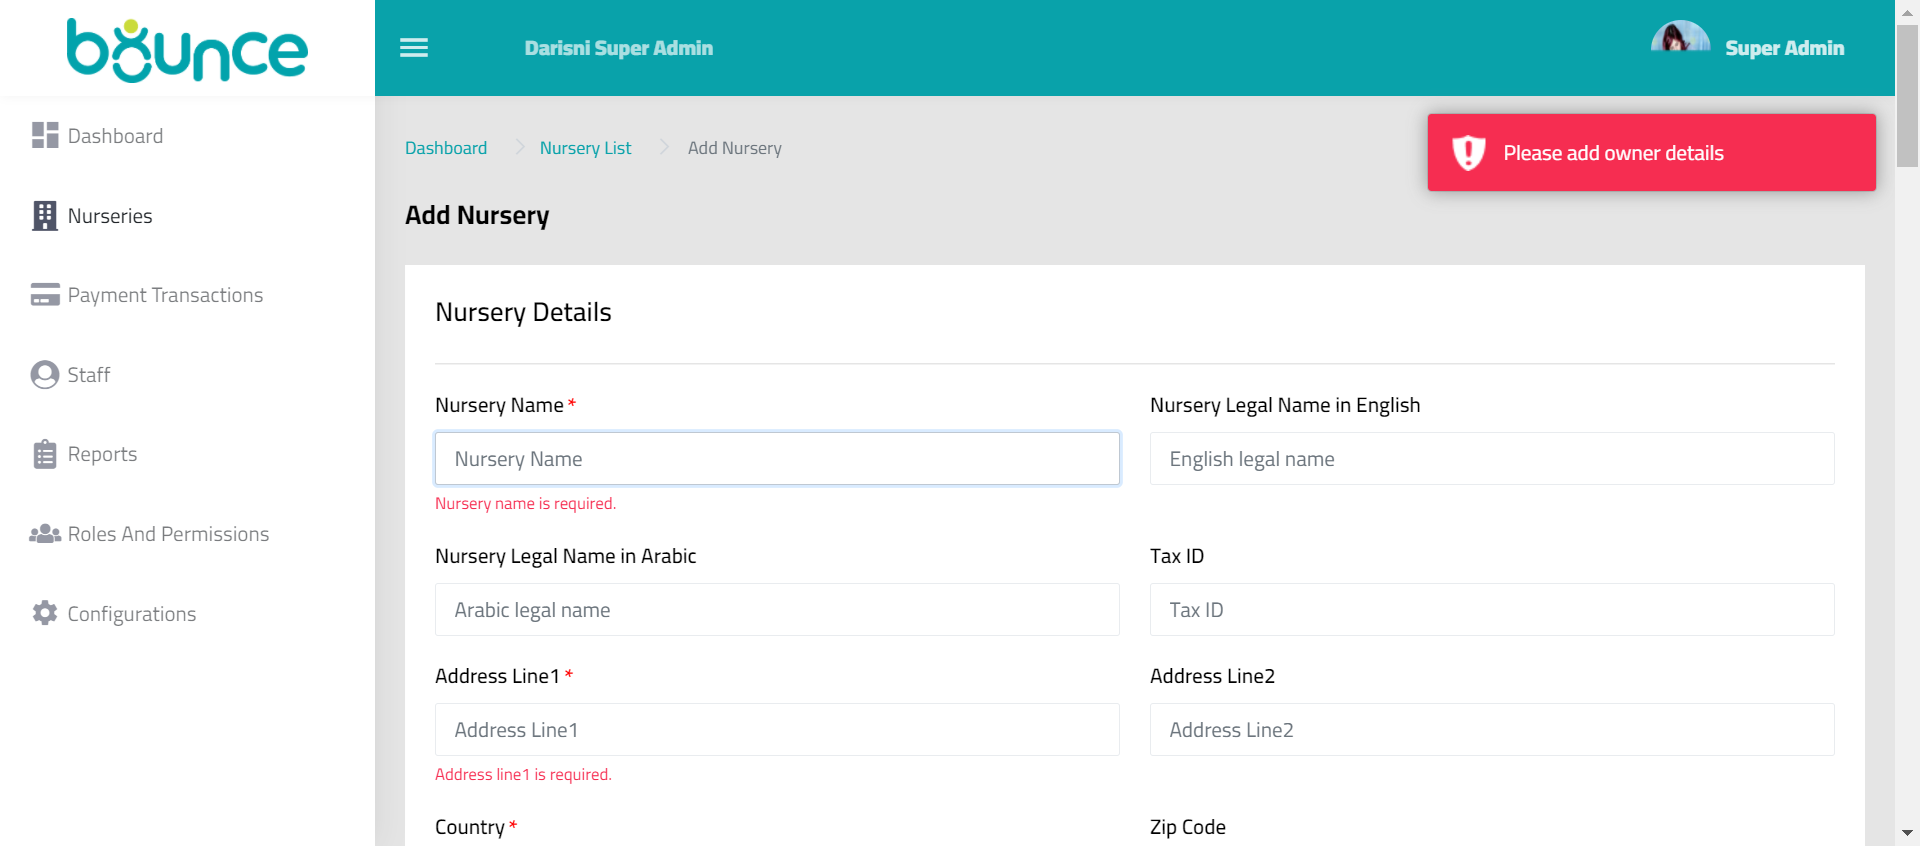 bounce
Darisni Super Admin
Super Admin
Dashboard
Nurseries
Payment Transactions
Staff
Reports
Roles And Permissions
Configurations
Dashboard > Nursery List > Add Nursery
Please add owner details
Add Nursery
Nursery Details
Nursery Name *
Nursery Name
Nursery name is required.
Nursery Legal Name in English
English legal name
Nursery Legal Name in Arabic
Arabic legal name
Tax ID
Tax ID
Address Line1 *
Address Line1
Address line1 is required.
Address Line2
Address Line2
Country *
Zip Code